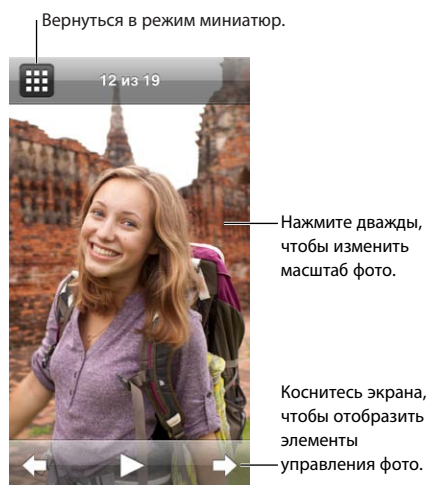 Вернуться в режим миниатюр.
12 из 19
Нажмите дважды,
чтобы изменить
масштаб фото.
Коснитесь экрана,
чтобы отобразить
элементы
управления фото.